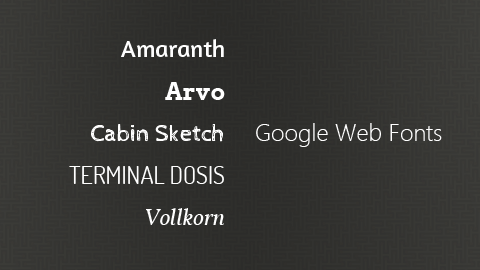 Amaranth
Arvo
Cabin Sketch
Google Web Fonts
TERMINAL DOSIS
Vollkorn